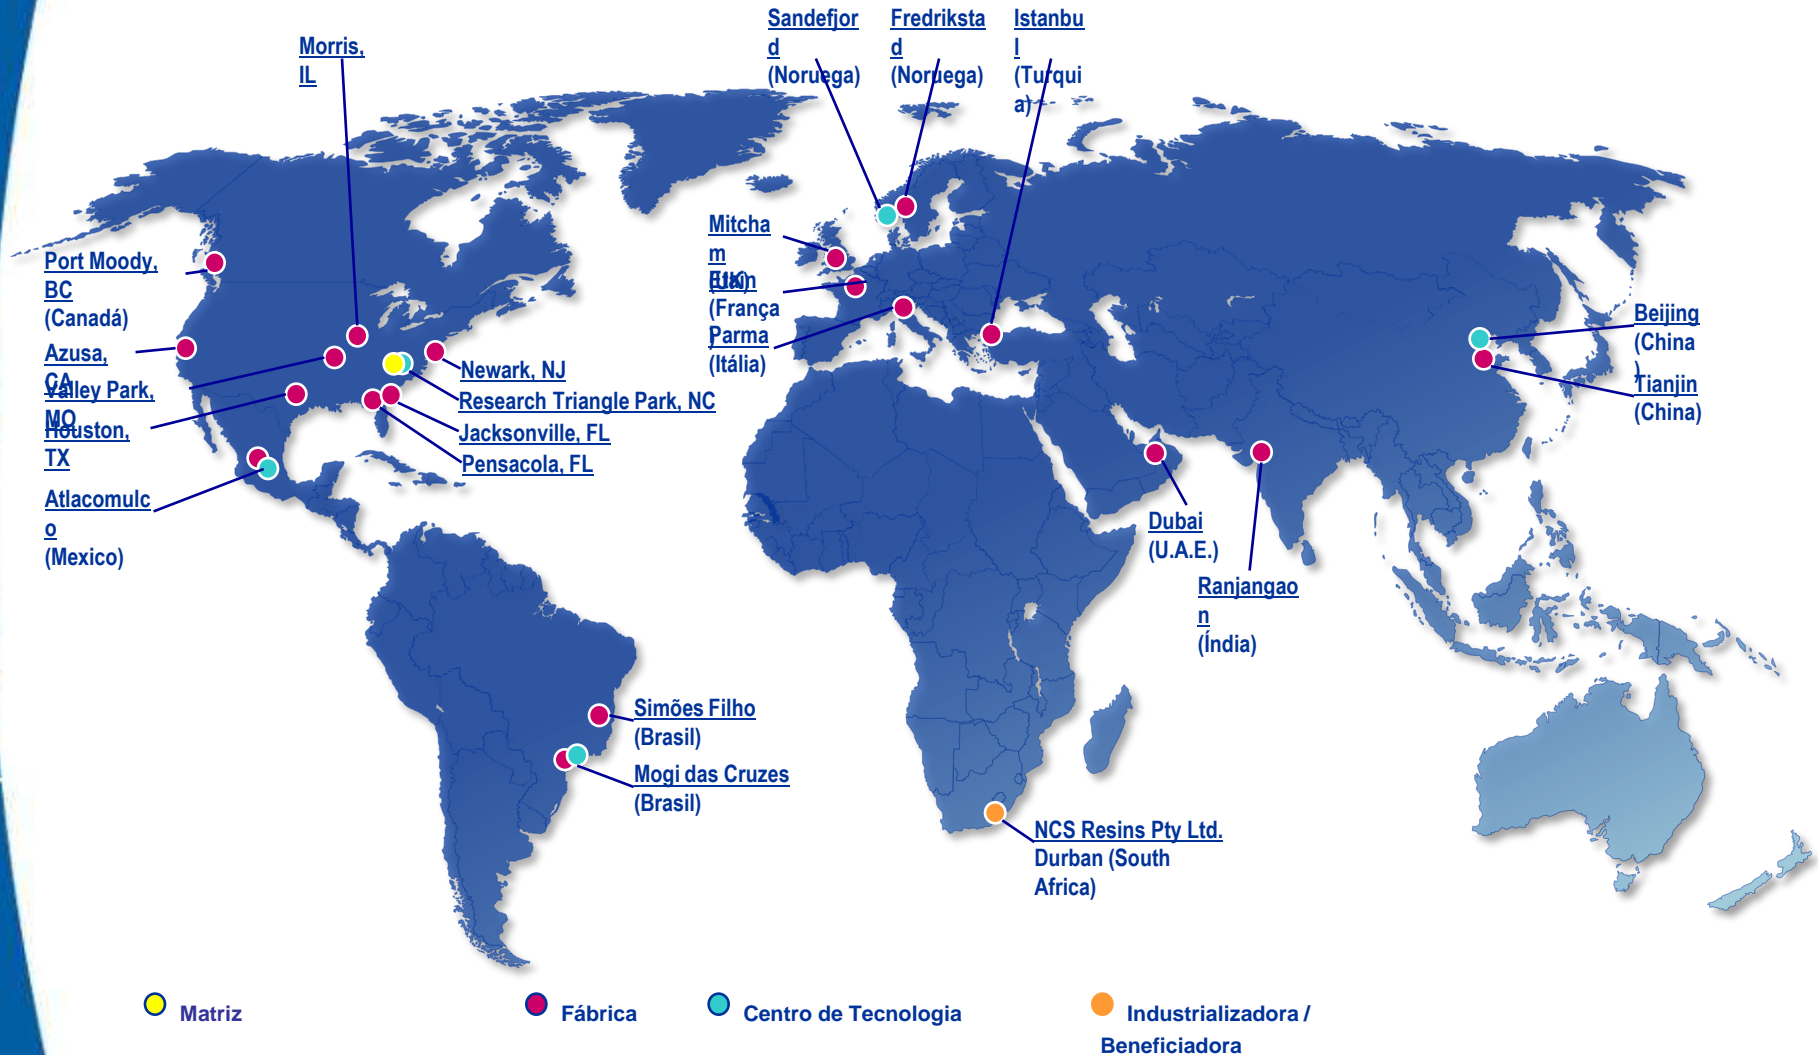 Sandefjor
d
(Noruega)
Fredriksta
d
(Noruega)
Istanbu
l
(Turqui
a)
Morris,
IL
Port Moody,
BC
(Canadá)
Azusa,
CA
Valley Park,
MO
Houston,
TX
Atlacomulc
o
(Mexico)
Newark, NJ
Research Triangle Park, NC
Jacksonville, FL
Pensacola, FL
Mitcha
m
(UK)
(França
Parma
(Itália)
Beijing
(China
)
Tianjin
(China)
Dubai
(U.A.E.)
Ranjangao
n
(Índia)
Simões Filho
(Brasil)
Mogi das Cruzes
(Brasil)
NCS Resins Pty Ltd.
Durban (South
Africa)
Matriz
Fábrica
Centro de Tecnologia
Industrializadora /
Beneficiadora